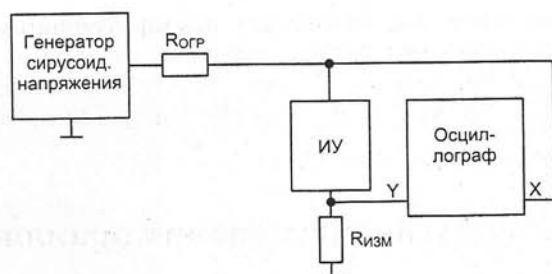 Генератор
сирусоид.
напряжения
RОГР
ИУ
Осцил-
лограф
Y
X
RИЗМ